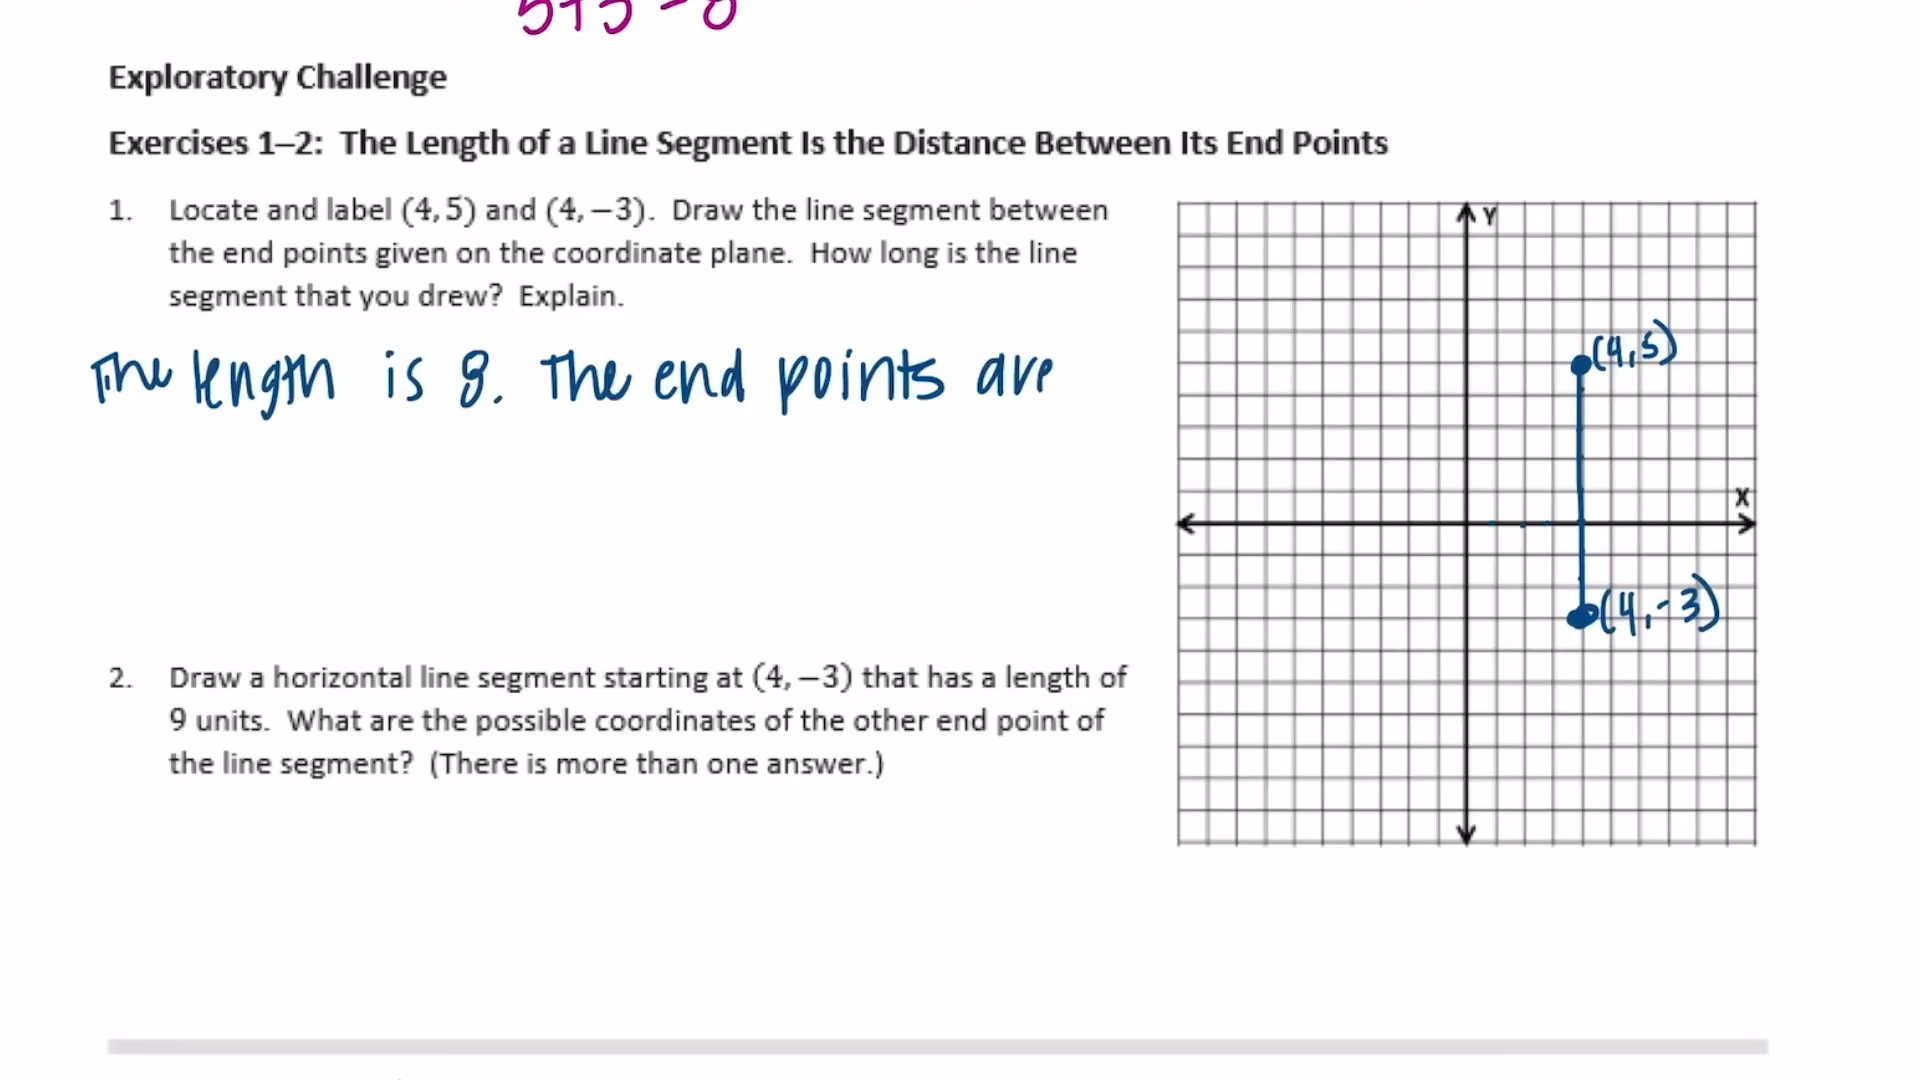 Exploratory Challenge
Exercises 1–2: The Length of a Line Segment Is the Distance Between Its End Points
1. Locate and label (4, 5) and (4, −3). Draw the line segment between
the end points given on the coordinate plane. How long is the line
segment that you drew? Explain.
The length is 8. The end points are
Y
(4,5)
X
(4,-3)
2. Draw a horizontal line segment starting at (4, −3) that has a length of
9 units. What are the possible coordinates of the other end point of
the line segment? (There is more than one answer.)